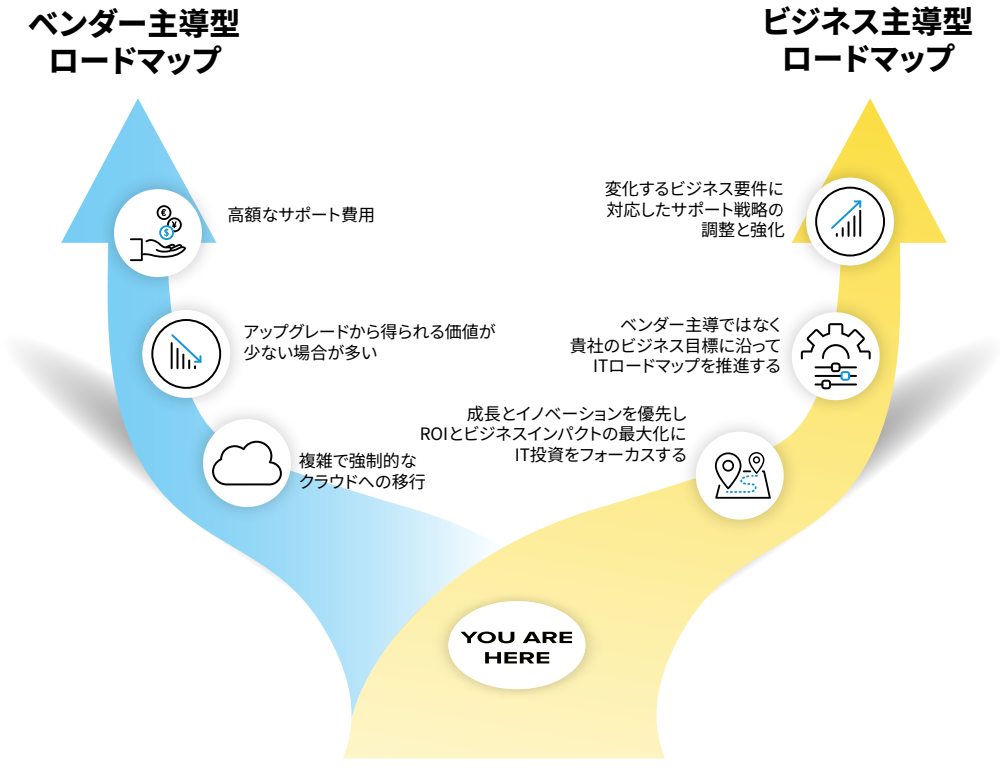 ベンダー主導型
ロードマップ
ビジネス主導型
ロードマップ
€
¥
$
高額なサポート費用
アップグレードから得られる価値が
少ない場合が多い
複雑で強制的な
クラウドへの移行
変化するビジネス要件に
対応したサポート戦略の
調整と強化
ベンダー主導ではなく
貴社のビジネス目標に沿って
ITロードマップを推進する
成長とイノベーションを優先し
ROIとビジネスインパクトの最大化に
IT投資をフォーカスする
YOU ARE
HERE